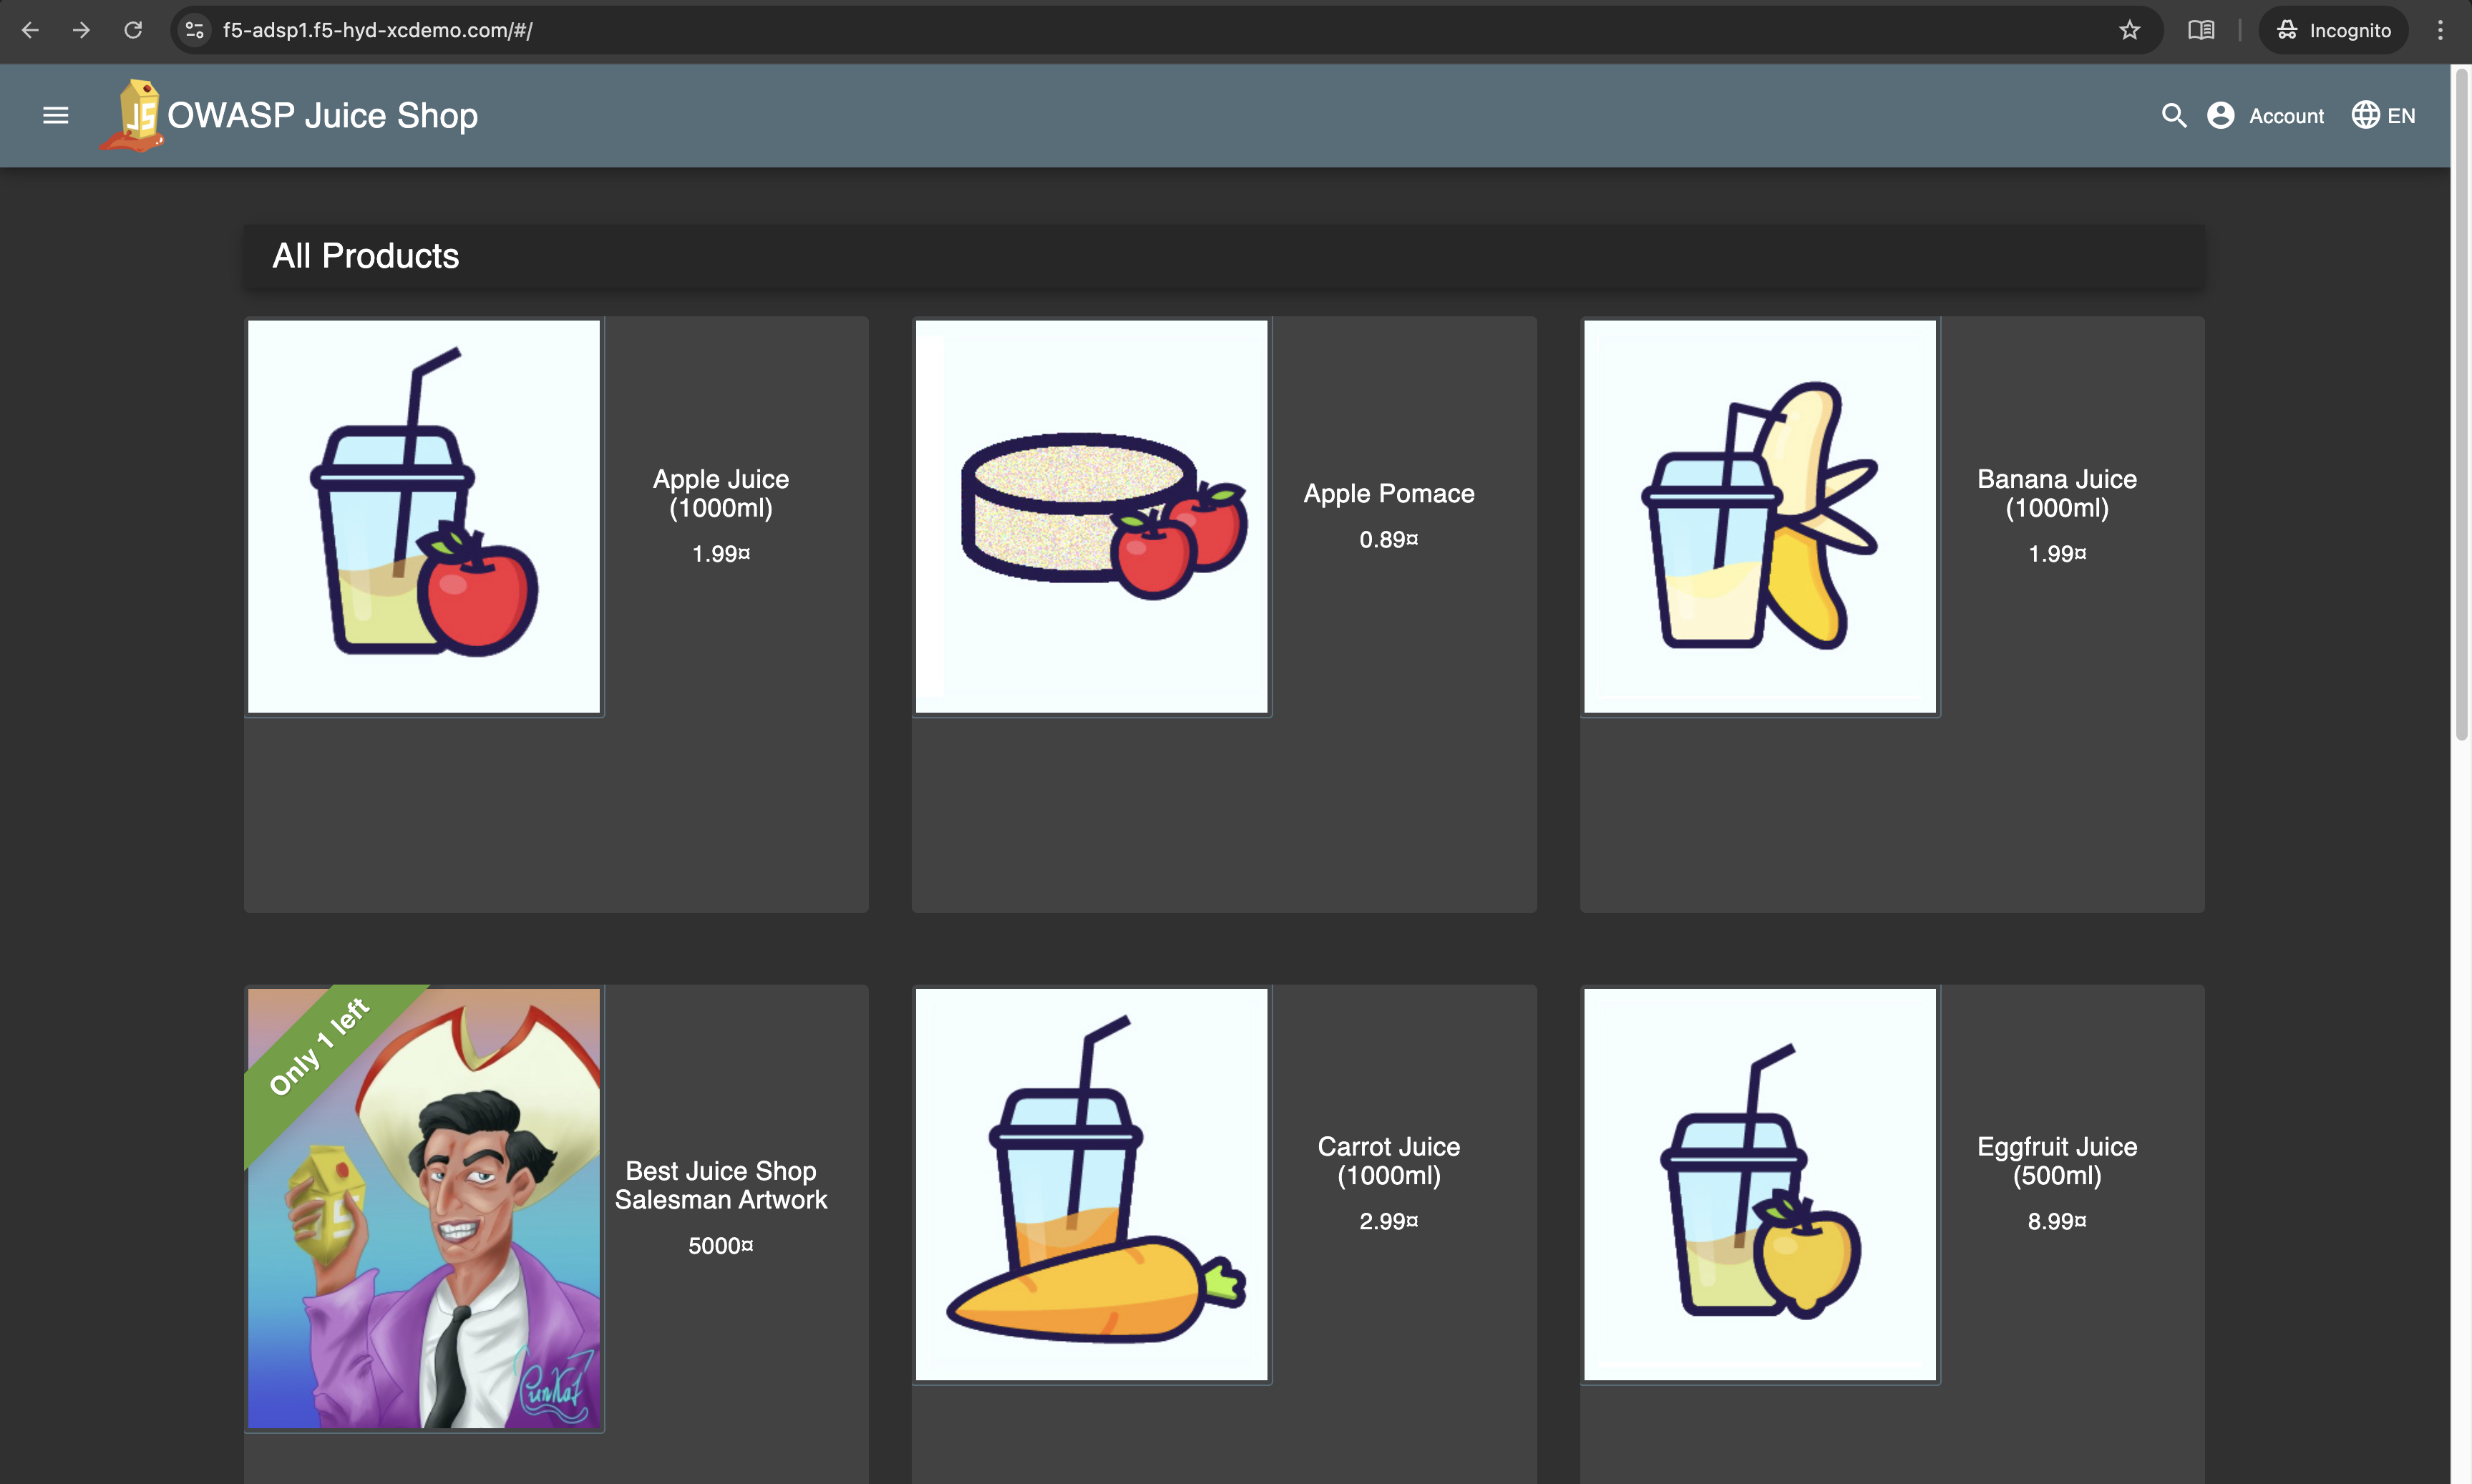 f5-adsp1.f5-hyd-xcdemo.com/#/
Incognito
JS
OWASP Juice Shop
Account
EN
All Products
Apple Juice
(1000ml)
1.99¤
Apple Pomace
0.89¤
Banana Juice
(1000ml)
1.99¤
Only 1 left
Best Juice Shop
Salesman Artwork
5000¤
Carrot Juice
(1000ml)
2.99¤
Eggfruit Juice
(500ml)
8.99¤